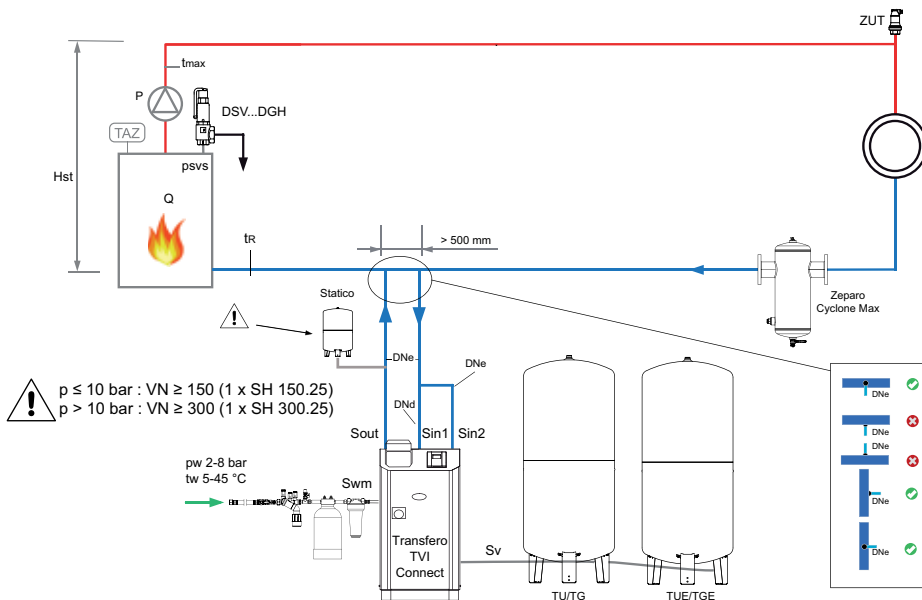 ZUT
tmax
P
DSV...DGH
TAZ
psvs
Hst
Q
tR
> 500 mm
Statico
Zeparo
Cyclone Max
DNe
DNe
p ≤ 10 bar : VN ≥ 150 (1 x SH 150.25)
p > 10 bar : VN ≥ 300 (1 x SH 300.25)
DNd
Sout
Sin1
Sin2
pw 2-8 bar
tw 5-45 °C
Swm
Transfero
TVI
Connect
Sv
TU/TG
TUE/TGE
DNe
DNe
DNe
DNe
DNe